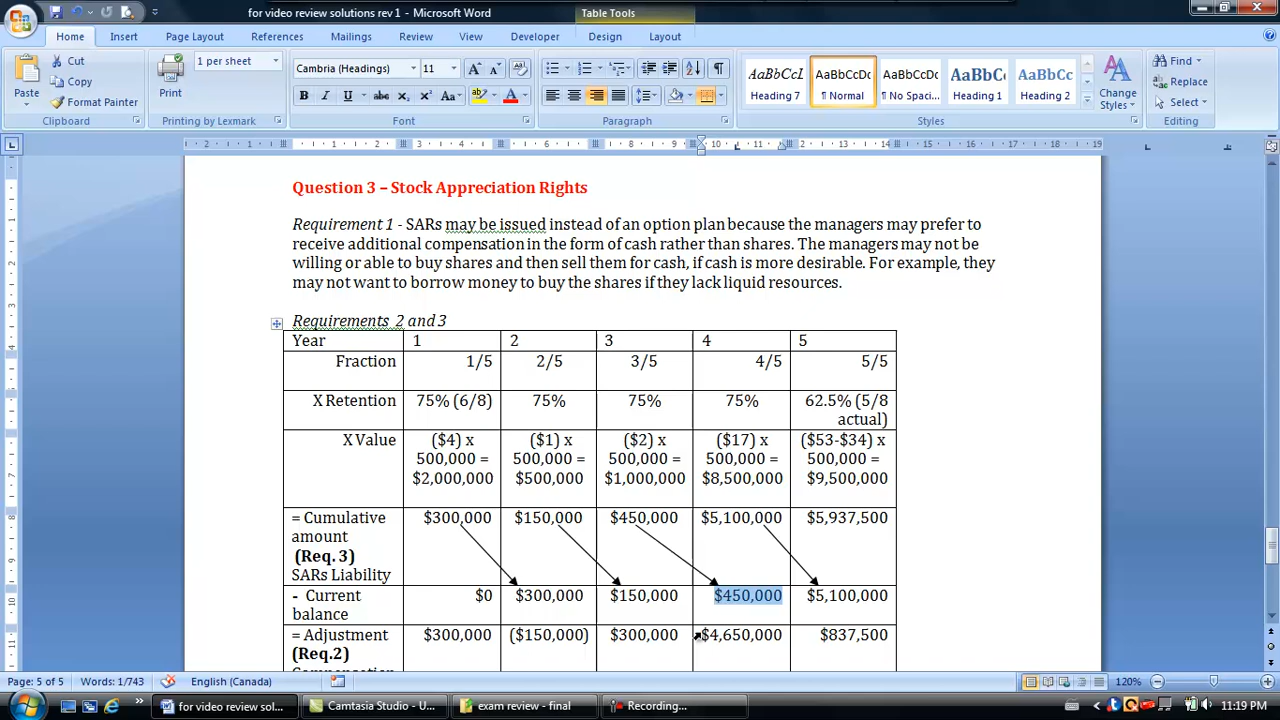 for video review solutions rev 1 - Microsoft Word
Table Tools
Home Insert Page Layout References Mailings Review View Developer Design Layout
Paste
Cut
Copy
Format Painter
Clipboard
1 per sheet
Print
Printing by Lexmark
Cambria (Headings) 11
Font
Paragraph
AaBbCcL AaBbCcDc AaBbCcDc AaBbC AaBbCc
Heading 7 ¶ Normal ¶ No Spaci... Heading 1 Heading 2
Change Styles
Styles
Find
Replace
Select
Editing
Question 3 – Stock Appreciation Rights
Requirement 1 - SARs may be issued instead of an option plan because the managers may prefer to
receive additional compensation in the form of cash rather than shares. The managers may not be
willing or able to buy shares and then sell them for cash, if cash is more desirable. For example, they
may not want to borrow money to buy the shares if they lack liquid resources.
Requirements 2 and 3
Year 1 2 3 4 5
Fraction 1/5 2/5 3/5 4/5 5/5
X Retention 75% (6/8) 75% 75% 75% 62.5% (5/8
actual)
X Value ($4) x ($1) x ($2) x ($17) x ($53-$34) x
500,000 = 500,000 = 500,000 = 500,000 = 500,000 =
$2,000,000 $500,000 $1,000,000 $8,500,000 $9,500,000
= Cumulative $300,000 $150,000 $450,000 $5,100,000 $5,937,500
amount
(Req. 3)
SARs Liability
- Current $0 $300,000 $150,000 $450,000 $5,100,000
balance
= Adjustment $300,000 ($150,000) $300,000 $4,650,000 $837,500
(Req.2)
Page: 5 of 5 Words: 1/743 English (Canada) 120%
for video review sol... Camtasia Studio - U... exam review - final Recording... 11:19 PM